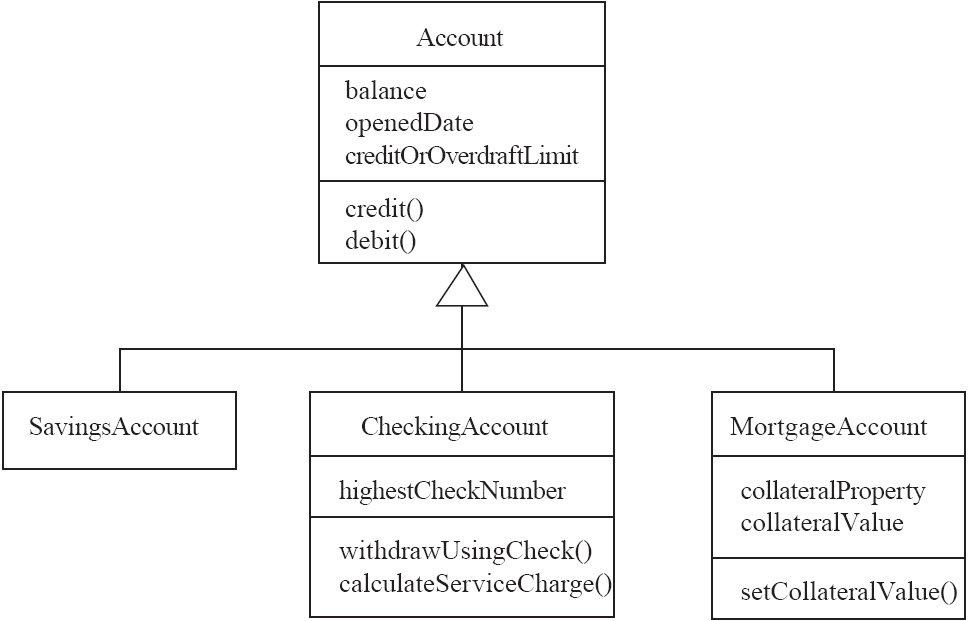 Account
balance
openedDate
creditOrOverdraftLimit
credit()
debit()
SavingsAccount
CheckingAccount
highestCheckNumber
withdrawUsingCheck()
calculateServiceCharge()
MortgageAccount
collateralProperty
collateralValue
setCollateralValue()